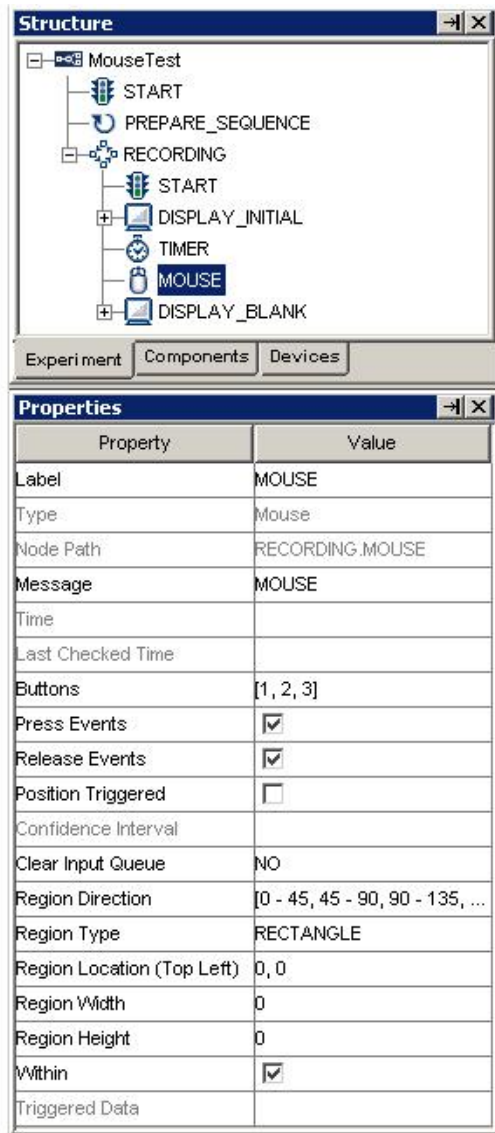 Structure
MouseTest
START
PREPARE_SEQUENCE
RECORDING
START
DISPLAY_INITIAL
TIMER
MOUSE
DISPLAY_BLANK
Experiment Components Devices
Properties
Property Value
Label MOUSE
Type Mouse
Node Path RECORDING.MOUSE
Message MOUSE
Time
Last Checked Time
Buttons [1, 2, 3]
Press Events
Release Events
Position Triggered
Confidence Interval
Clear Input Queue NO
Region Direction [0 - 45, 45 - 90, 90 - 135, ...
Region Type RECTANGLE
Region Location (Top Left) 0, 0
Region Width 0
Region Height 0
Within
Triggered Data